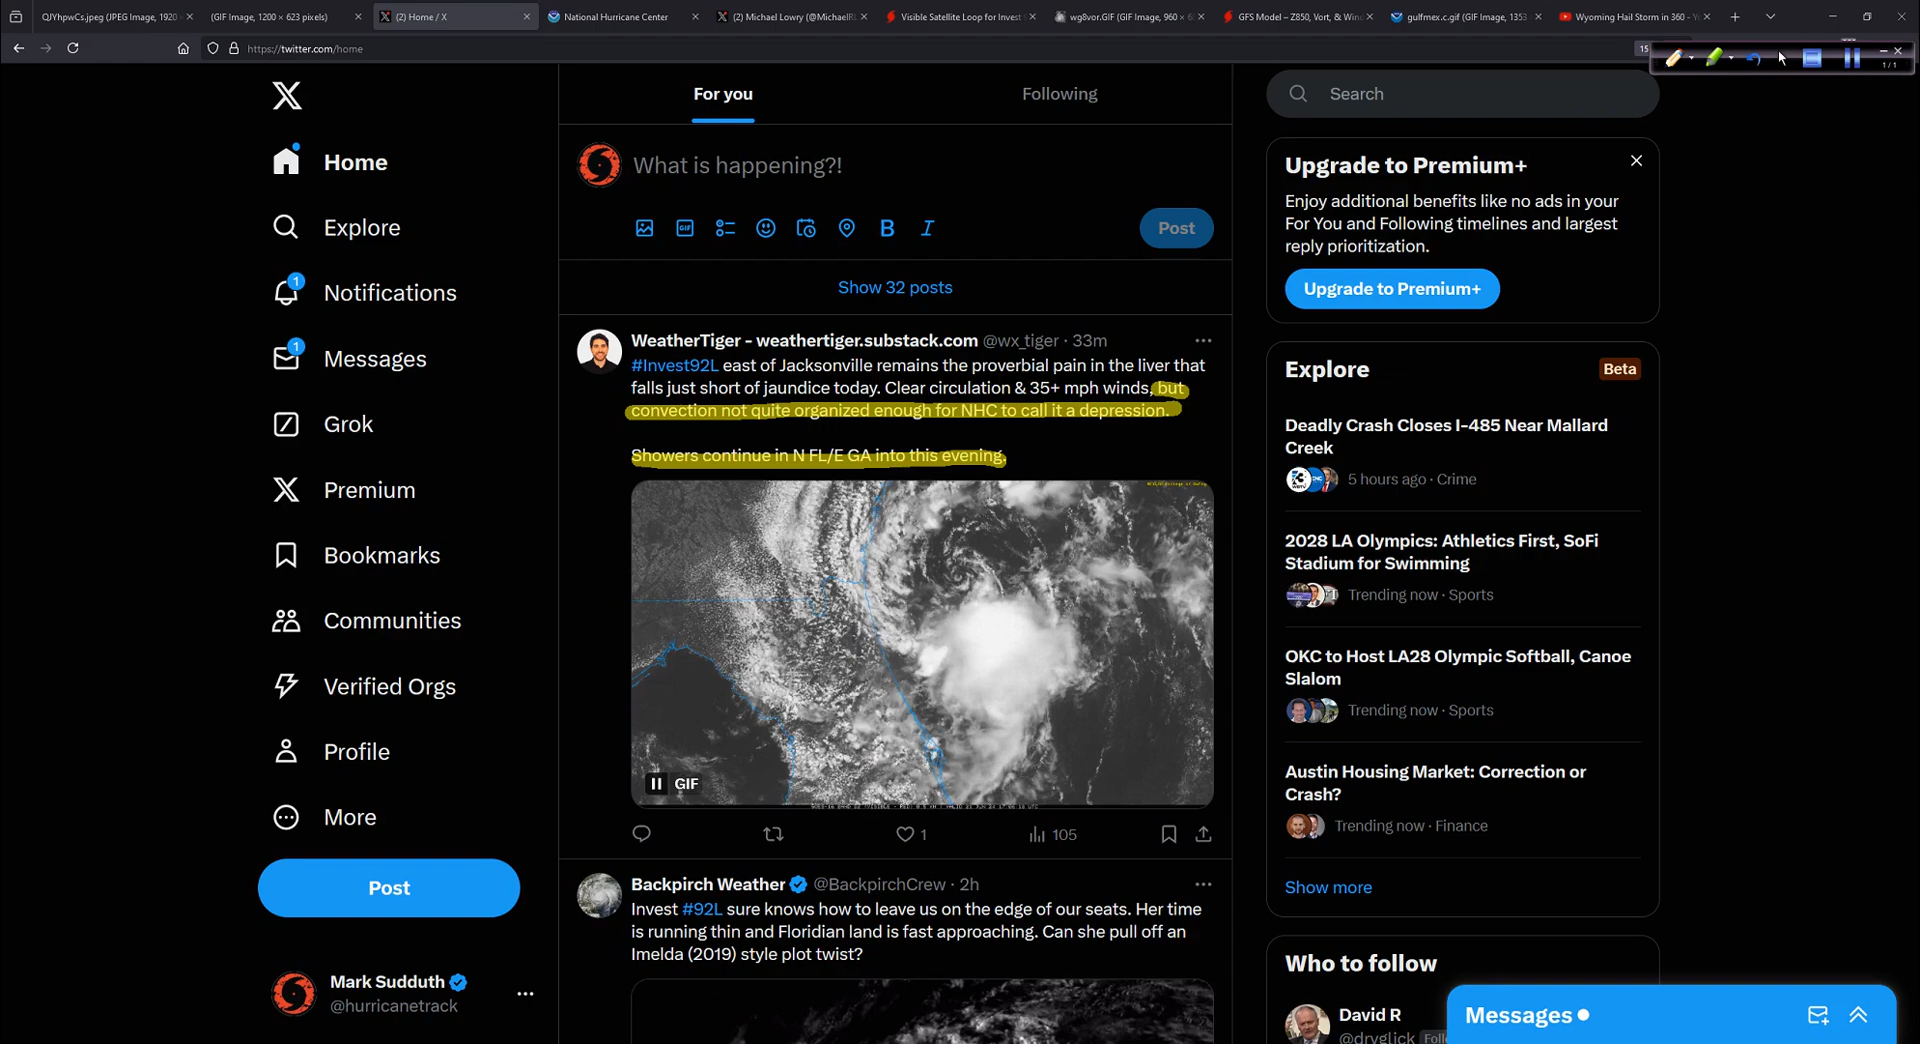 QJYhpwCs.jpeg (JPEG Image, 1920
(GIF Image, 1200 × 623 pixels)
(2) Home / X
National Hurricane Center
(2) Michael Lowry (@MichaelRL
Visible Satellite Loop for Invest
wg8vor.GIF (GIF Image, 960 × 6
GFS Model – Z850, Vort, & Win
gulfmex.c.gif (GIF Image, 1353
Wyoming Hail Storm in 360 -
https://twitter.com/home
15
1/1
Home
Explore
1
Notifications
1
Messages
Grok
Premium
Bookmarks
Communities
Verified Orgs
Profile
More
Post
Mark Sudduth
@hurricanetrack
For you
Following
What is happening?!
GIF
B I
Post
Show 32 posts
WeatherTiger - weathertiger.substack.com @wx_tiger · 33m
#Invest92L east of Jacksonville remains the proverbial pain in the liver that
falls just short of jaundice today. Clear circulation & 35+ mph winds, but
convection not quite organized enough for NHC to call it a depression.
Showers continue in N FL/E GA into this evening.
GIF
1
105
Backpirch Weather @BackpirchCrew · 2h
Invest #92L sure knows how to leave us on the edge of our seats. Her time
is running thin and Floridian land is fast approaching. Can she pull off an
Imelda (2019) style plot twist?
Search
Upgrade to Premium+
Enjoy additional benefits like no ads in your
For You and Following timelines and largest
reply prioritization.
Upgrade to Premium+
Explore
Beta
Deadly Crash Closes I-485 Near Mallard
Creek
5 hours ago · Crime
2028 LA Olympics: Athletics First, SoFi
Stadium for Swimming
Trending now · Sports
OKC to Host LA28 Olympic Softball, Canoe
Slalom
Trending now · Sports
Austin Housing Market: Correction or
Crash?
Trending now · Finance
Show more
Who to follow
David R
@dryglick
Messages